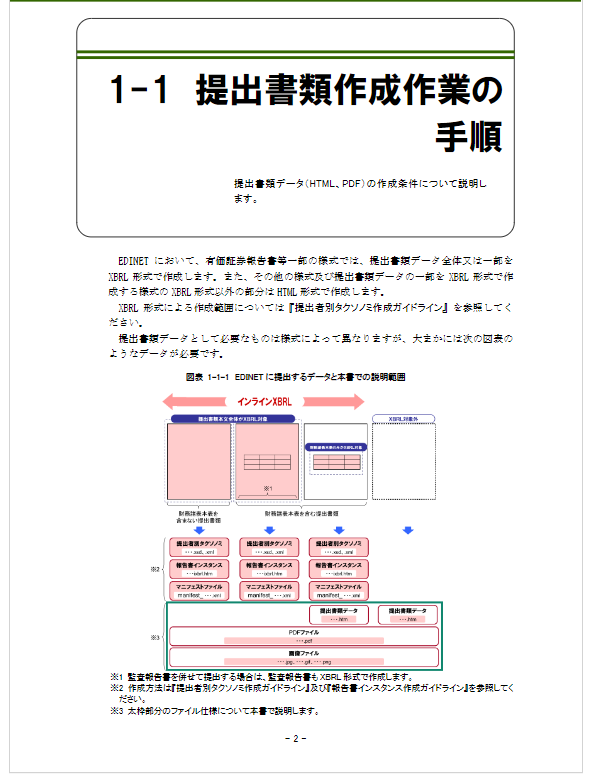 1-1 提出書類作成作業の
手順
提出書類データ(HTML、PDF)の作成条件について説明し
ます。
EDINET において、有価証券報告書等一部の様式では、提出書類データ全体又は一部を
XBRL 形式で作成します。また、その他の様式及び提出書類データの一部を XBRL 形式で作
成する様式の XBRL 形式以外の部分は HTML 形式で作成します。
XBRL 形式による作成範囲については『提出者別タクソノミ作成ガイドライン』を参照してく
ださい。
提出書類データとして必要なものは様式によって異なりますが、大まかには次の図表の
ようなデータが必要です。
図表 1-1-1 EDINET に提出するデータと本書での説明範囲
インラインXBRL
提出書類本文全体がXBRL対象
XBRL対象外
財務諸表本表のみがXBRL対象
※1
財務諸表本表を
含まない提出書類
財務諸表本表を含む提出書類
※2
提出者別タクソノミ 提出者別タクソノミ 提出者別タクソノミ
・・・.xsd、.xml ・・・.xsd、.xml ・・・.xsd、.xml
報告書インスタンス 報告書インスタンス 報告書インスタンス
・・・ixbrl.htm ・・・ixbrl.htm ・・・ixbrl.htm
マニフェストファイル マニフェストファイル マニフェストファイル
manifest_・・・.xml manifest_・・・.xml manifest_・・・.xml
※3
提出書類データ 提出書類データ
・・・.htm ・・・.htm
PDFファイル
・・・.pdf
画像ファイル
・・・.jpg、・・・.gif、・・・.png
※1 監査報告書を併せて提出する場合は、監査報告書も XBRL 形式で作成します。
※2 作成方法は『提出者別タクソノミ作成ガイドライン』及び『報告書インスタンス作成ガイドライン』を参照してく
ださい。
※3 太枠部分のファイル仕様について本書で説明します。
- 2 -